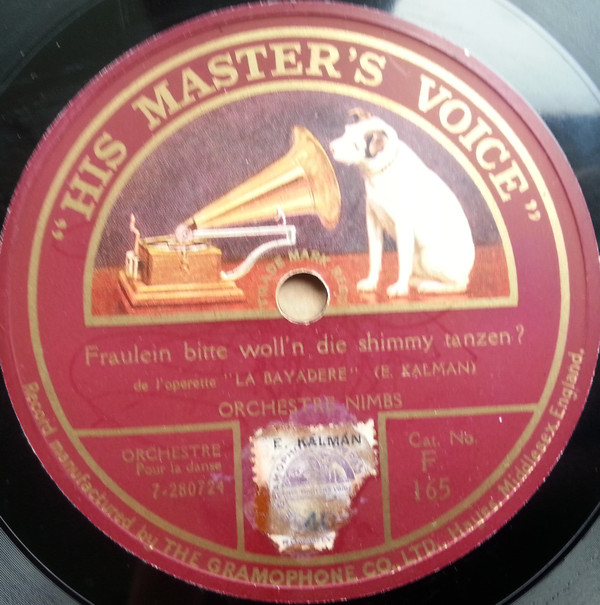 "HIS MASTER'S VOICE"
TRADE MARK
Fraulein bitte woll'n die shimmy tanzen?
de l'operette "LA BAYADERE" (E. KALMAN)
ORCHESTRE NIMBS
ORCHESTRE
Pour la danse
7-280724
E. KALMÁN
Cat. No.
F
165
Record manufactured by THE GRAMOPHONE CO., LTD., Hayes, Middlesex, England.